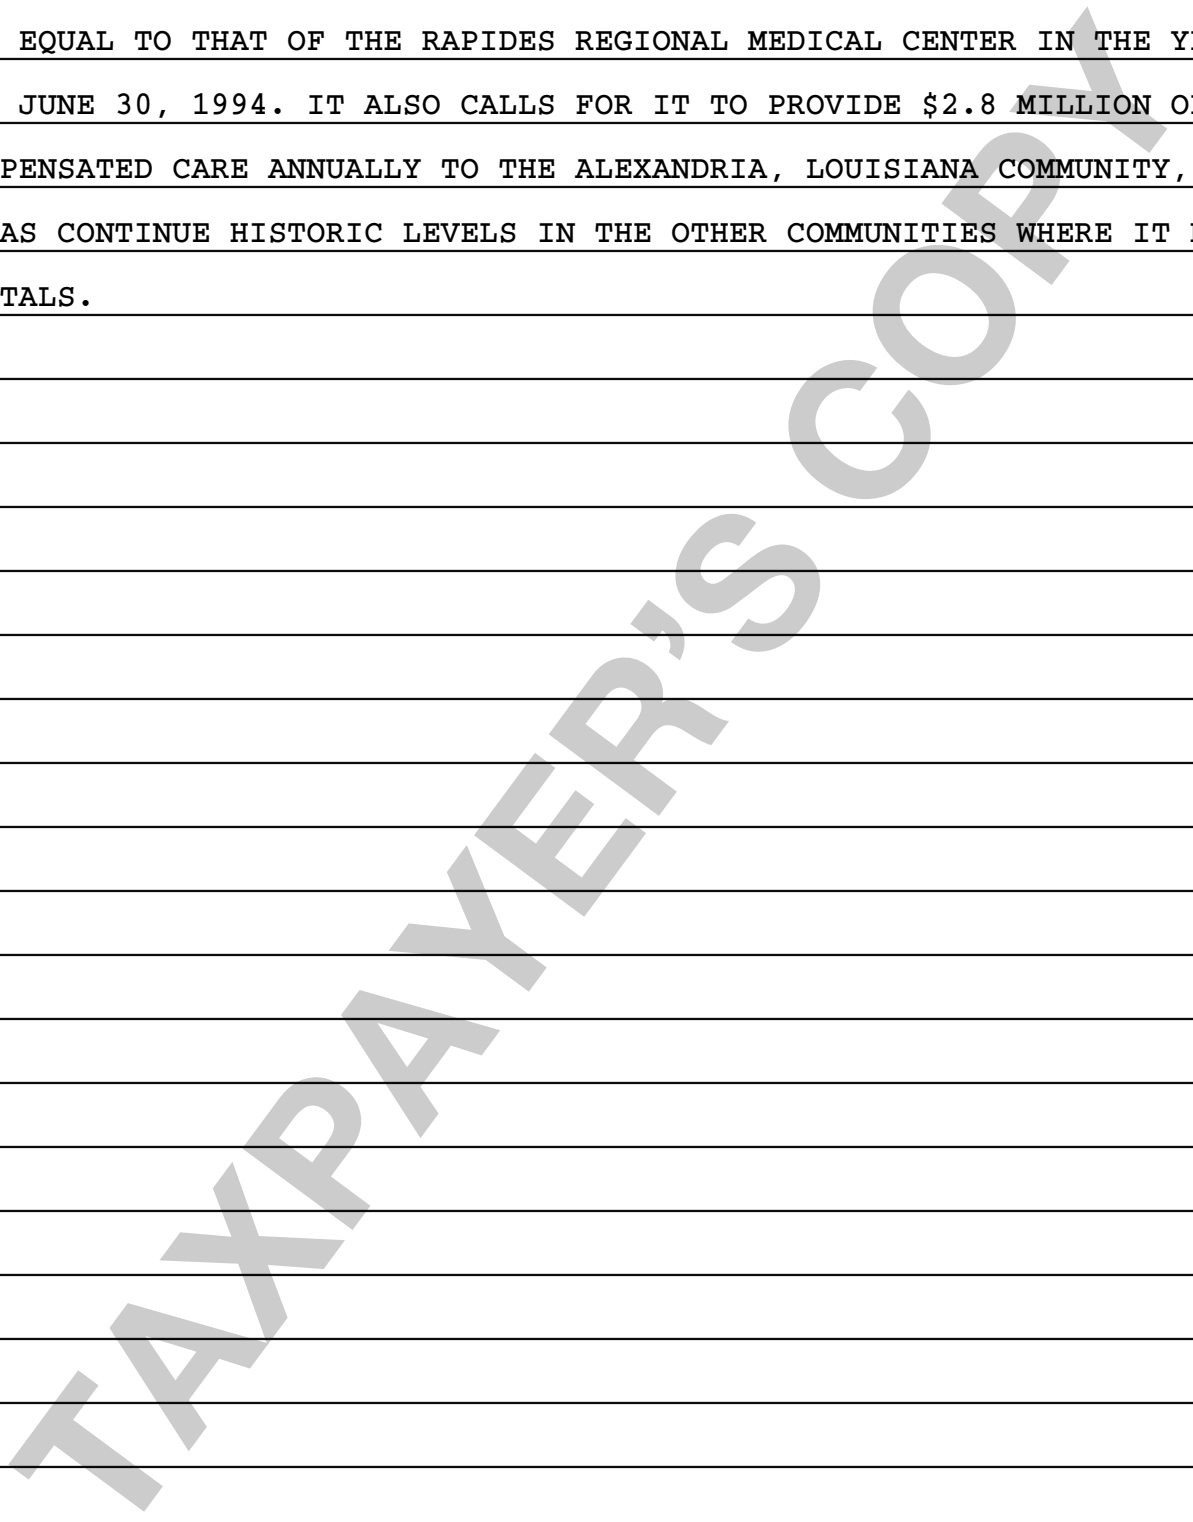 EQUAL TO THAT OF THE RAPIDES REGIONAL MEDICAL CENTER IN THE
JUNE 30, 1994. IT ALSO CALLS FOR IT TO PROVIDE $2.8 MILLION
PENSATED CARE ANNUALLY TO THE ALEXANDRIA, LOUISIANA COMMUNITY,
AS CONTINUE HISTORIC LEVELS IN THE OTHER COMMUNITIES WHERE IT
TALS.
TAXPAYER'S COPY